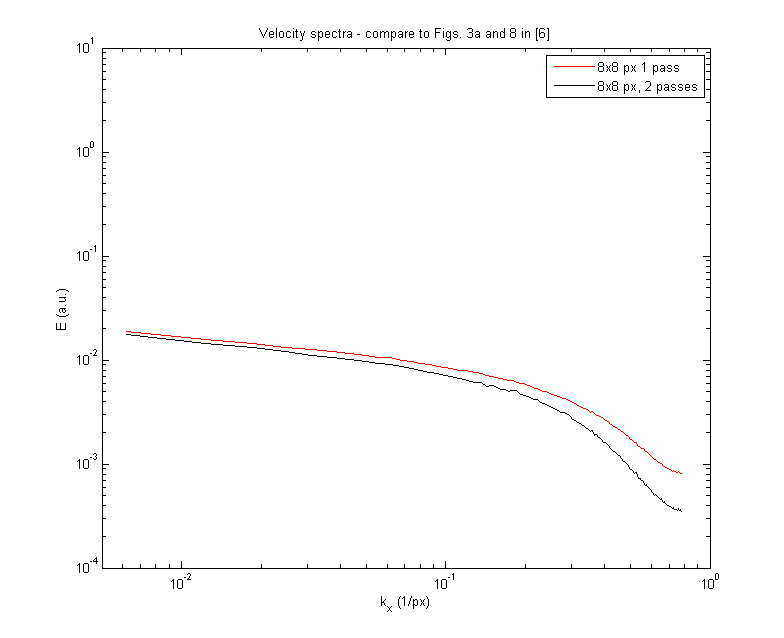 Velocity spectra - compare to Figs. 3a and 8 in [6]
8x8 px 1 pass
8x8 px, 2 passes
10^1
10^0
10^-1
10^-2
10^-3
10^-4
E (a.u.)
10^-2
10^-1
10^0
k_x (1/px)